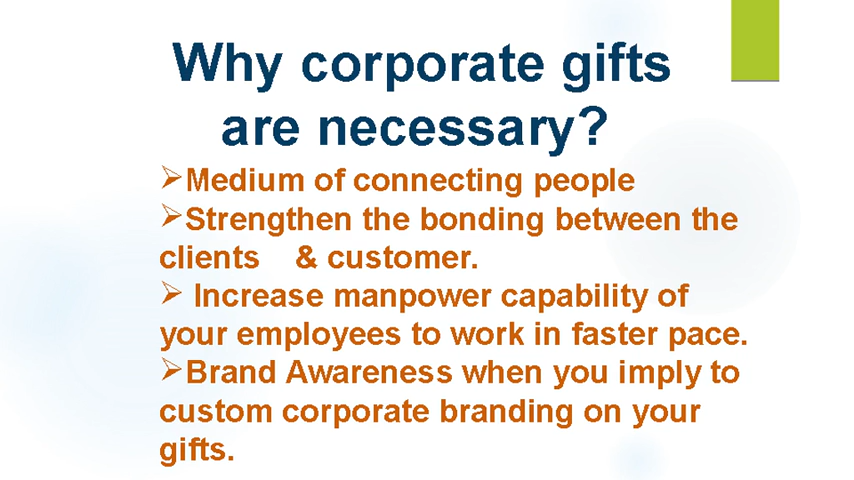 Why corporate gifts
are necessary?
➢Medium of connecting people
➢Strengthen the bonding between the
clients & customer.
➢ Increase manpower capability of
your employees to work in faster pace.
➢Brand Awareness when you imply to
custom corporate branding on your
gifts.